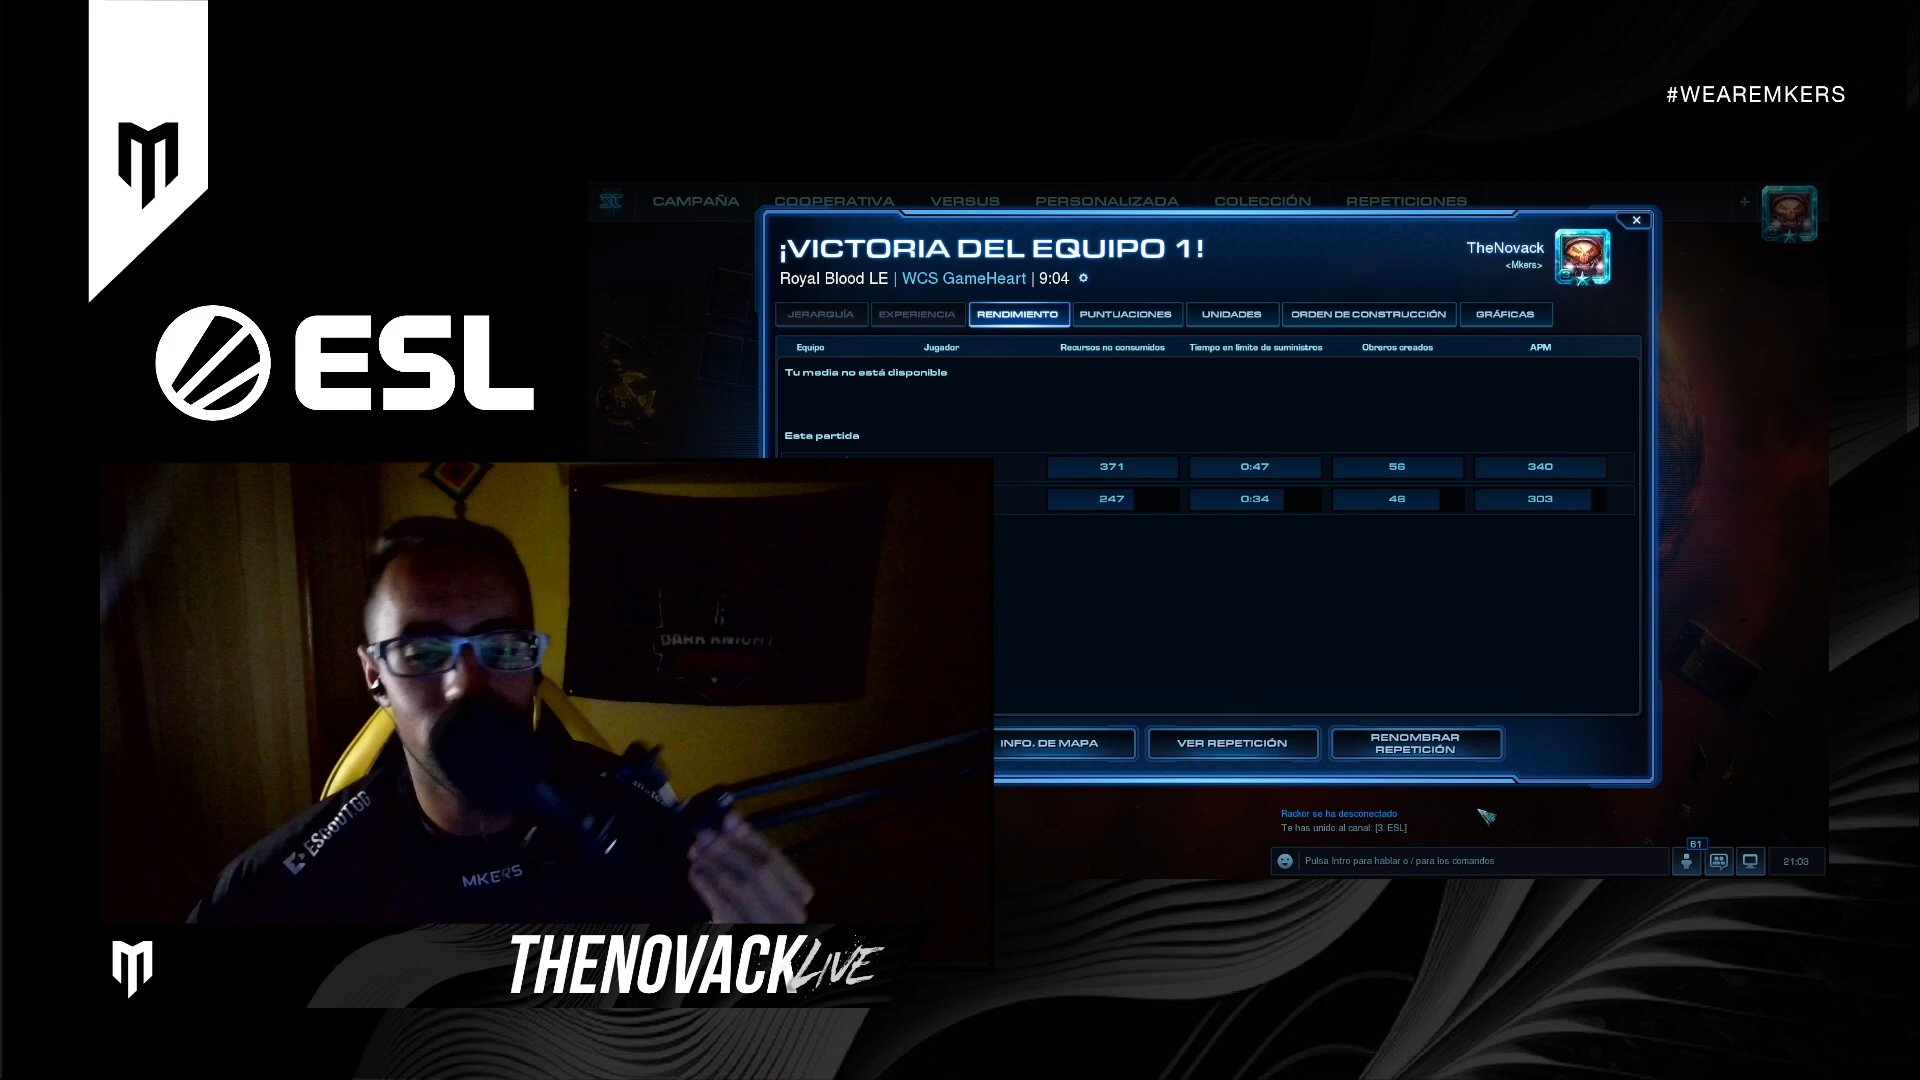 #WEAREMKERS
ESL
CAMPAÑA COOPERATIVA VERSUS PERSONALIZADA COLECCIÓN REPETICIONES
¡VICTORIA DEL EQUIPO 1!
Royal Blood LE | WCS GameHeart | 9:04
TheNovack
<Mkers>
JERARQUÍA EXPERIENCIA RENDIMIENTO PUNTUACIONES UNIDADES ORDEN DE CONSTRUCCIÓN GRÁFICAS
Equipo Jugador Recursos no consumidos Tiempo en límite de suministros Obreros creados APM
Tu media no está disponible
Esta partida
371 0:47 56 340
247 0:34 46 303
INFO. DE MAPA VER REPETICIÓN RENOMBRAR
REPETICIÓN
Rackor se ha desconectado
Te has unido al canal: [3. ESL]
Pulsa Intro para hablar o / para los comandos
61
21:03
DARK KNIGHT
ESCOUT.GG
MKERS
THENOVACK LIVE